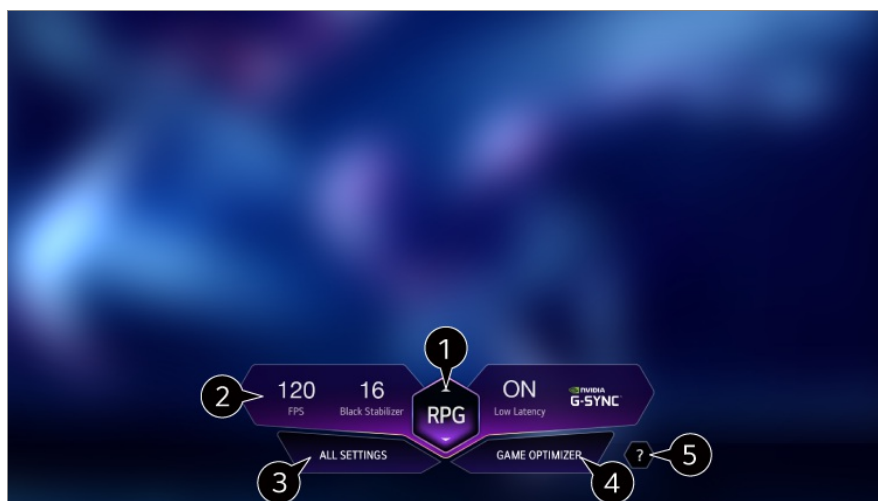 1
2
120
FPS
16
Black Stabilizer
RPG
ON
Low Latency
NVIDIA
G-SYNC
ALL SETTINGS
GAME OPTIMIZER
?
5
3
4